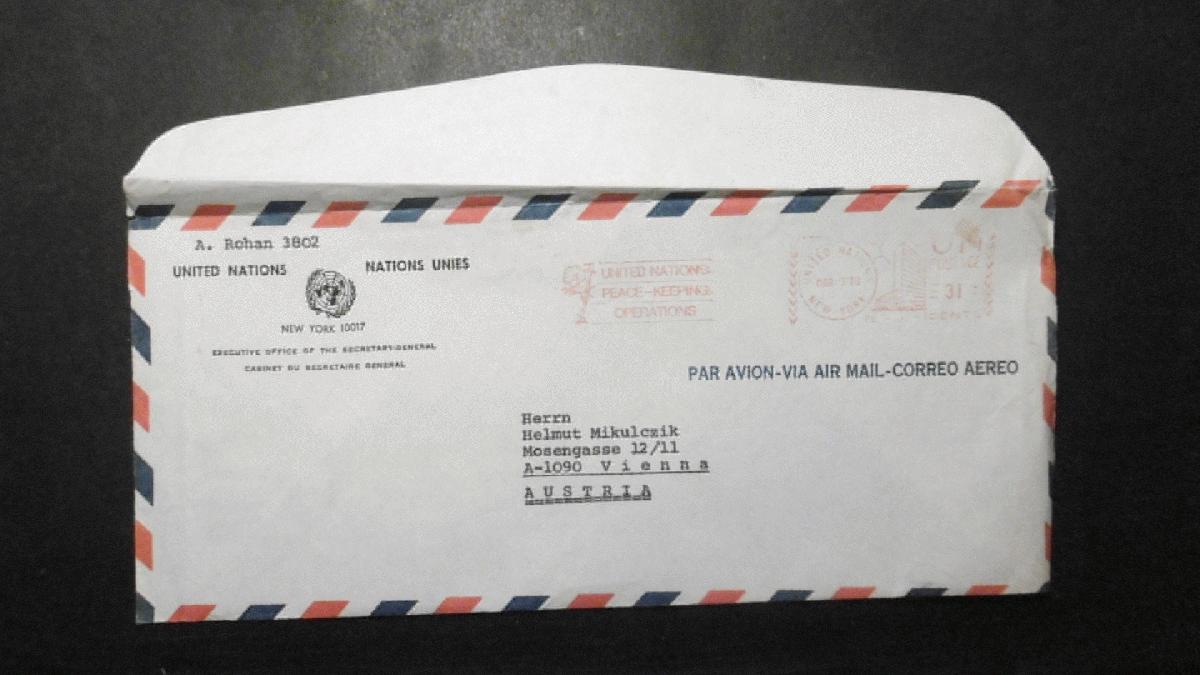 A. Rohan 3802
UNITED NATIONS NATIONS UNIES
NEW YORK 10017
EXECUTIVE OFFICE OF THE SECRETARY-GENERAL
CABINET DU SECRETAIRE GENERAL
UNITED NATIONS
PEACE-KEEPING
OPERATIONS
UNITED NATIONS
NEW YORK
UN
POSTAGE
31
CENTS
PAR AVION-VIA AIR MAIL-CORREO AEREO
Herrn
Helmut Mikulczik
Mosengasse 12/11
A-1090 V i e n n a
A U S T R I A